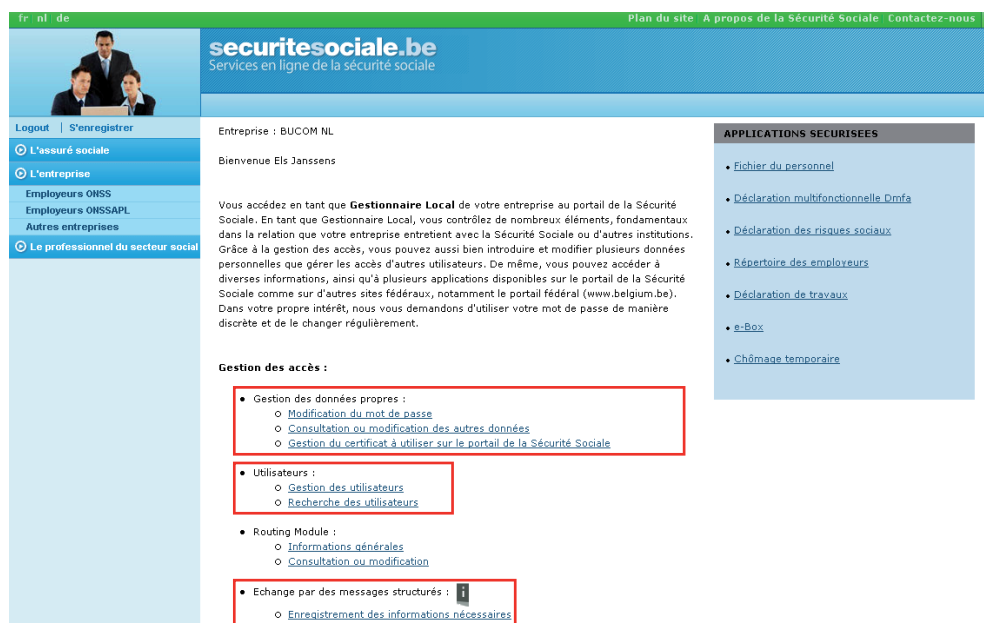 fr nl de
Plan du site A propos de la Sécurité Sociale Contactez-nous
securitesociale.be
Services en ligne de la sécurité sociale
Logout | S'enregistrer
L'assuré sociale
L'entreprise
Employeurs ONSS
Employeurs ONSSAPL
Autres entreprises
Le professionnel du secteur social
Entreprise : BUCOM NL
Bienvenue Els Janssens
Vous accédez en tant que Gestionnaire Local de votre entreprise au portail de la Sécurité
Sociale. En tant que Gestionnaire Local, vous contrôlez de nombreux éléments, fondamentaux
dans la relation que votre entreprise entretient avec la Sécurité Sociale ou d'autres institutions.
Grâce à la gestion des accès, vous pouvez aussi bien introduire et modifier plusieurs données
personnelles que gérer les accès d'autres utilisateurs. De même, vous pouvez accéder à
diverses informations, ainsi qu'à plusieurs applications disponibles sur le portail de la Sécurité
Sociale comme sur d'autres sites fédéraux, notamment le portail fédéral (www.belgium.be).
Dans votre propre intérêt, nous vous demandons d'utiliser votre mot de passe de manière
discrète et de le changer régulièrement.
Gestion des accès :
• Gestion des données propres :
o Modification du mot de passe
o Consultation ou modification des autres données
o Gestion du certificat à utiliser sur le portail de la Sécurité Sociale
• Utilisateurs :
o Gestion des utilisateurs
o Recherche des utilisateurs
• Routing Module :
o Informations générales
o Consultation ou modification
• Echange par des messages structurés : i
o Enregistrement des informations nécessaires
APPLICATIONS SECURISEES
• Fichier du personnel
• Déclaration multifonctionnelle Dmfa
• Déclaration des risques sociaux
• Répertoire des employeurs
• Déclaration de travaux
• e-Box
• Chômage temporaire